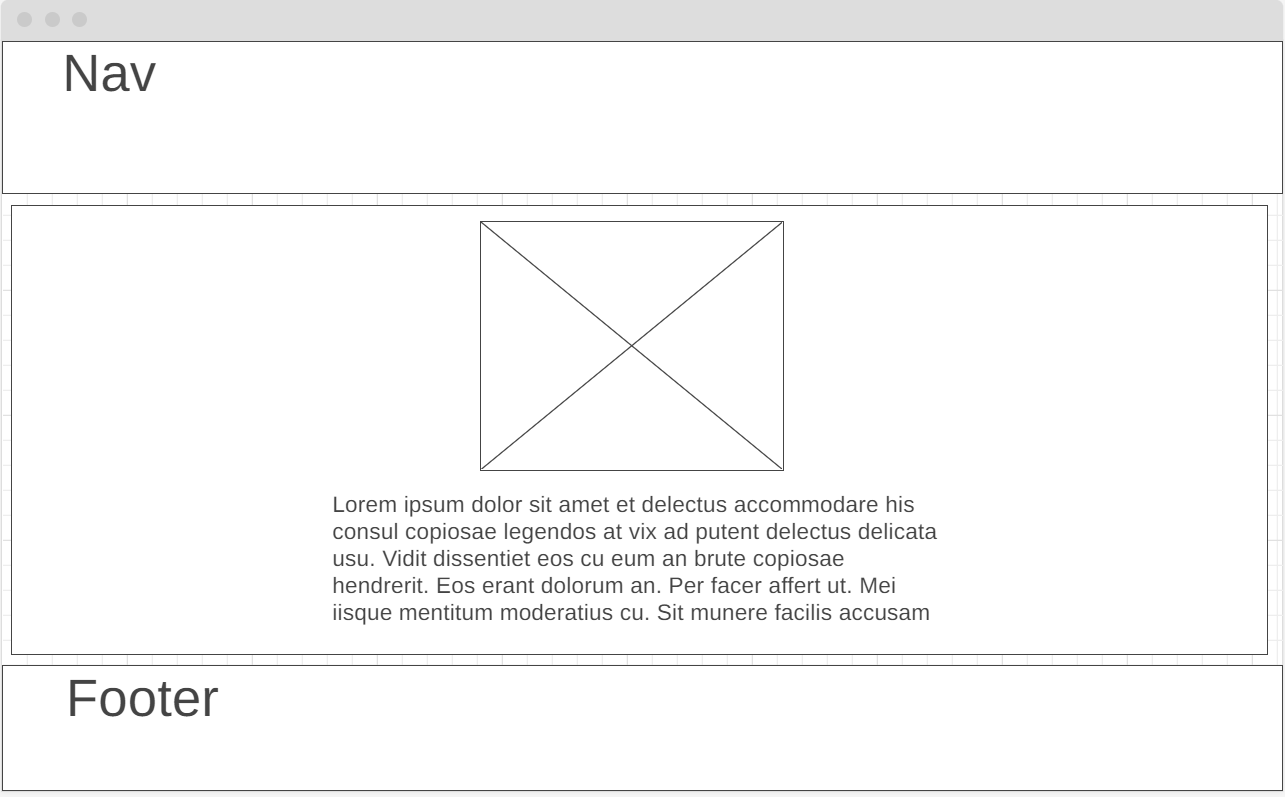 Nav
Lorem ipsum dolor sit amet et delectus accommodare his
consul copiosae legendos at vix ad putent delectus delicata
usu. Vidit dissentiet eos cu eum an brute copiosae
hendrerit. Eos erant dolorum an. Per facer affert ut. Mei
iisque mentitum moderatius cu. Sit munere facilis accusam
Footer